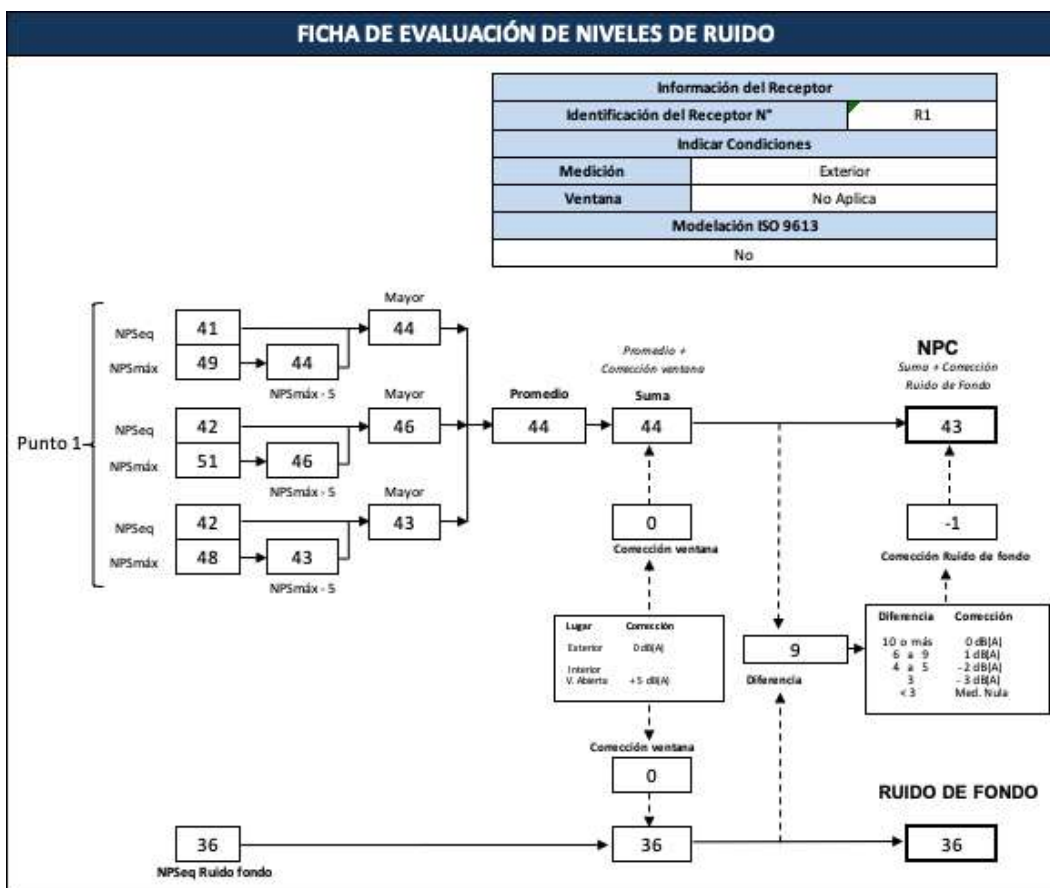 FICHA DE EVALUACIÓN DE NIVELES DE RUIDO
Información del Receptor
Identificación del Receptor N° R1
Indicar Condiciones
Medición Exterior
Ventana No Aplica
Modelación ISO 9613
No
Punto 1
NPSeq 41
Mayor
44
NPSmáx 49 44
NPSmáx - 5
NPSeq 42
Mayor
46
NPSmáx 51 46
NPSmáx - 5
NPSeq 42
Mayor
43
NPSmáx 48 43
NPSmáx - 5
Promedio
44
Promedio +
Corrección ventana
Suma
44
NPC
Suma + Corrección
Ruido de Fondo
43
0
Corrección ventana
-1
Corrección Ruido de fondo
Lugar Corrección
Exterior 0 dB(A)
Interior
V. Abierta +5 dB(A)
9
Diferencia
Diferencia Corrección
10 o más 0 dB(A)
6 a 9 1 dB(A)
4 a 5 -2 dB(A)
3 -3 dB(A)
< 3 Med. Nula
Corrección ventana
0
RUIDO DE FONDO
36
NPSeq Ruido fondo
36
36